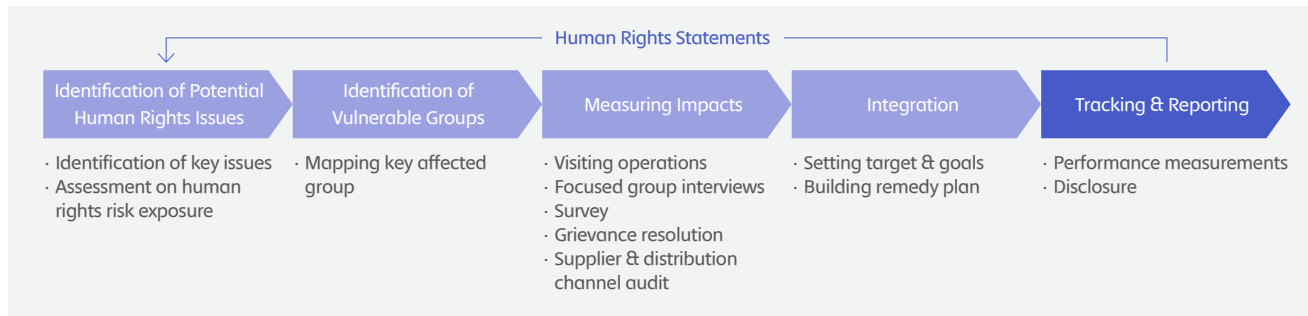 Human Rights Statements
Identification of Potential
Human Rights Issues
Identification of
Vulnerable Groups
Measuring Impacts
Integration
Tracking & Reporting
· Identification of key issues
· Assessment on human
rights risk exposure
· Mapping key affected
group
· Visiting operations
· Focused group interviews
· Survey
· Grievance resolution
· Supplier & distribution
channel audit
· Setting target & goals
· Building remedy plan
· Performance measurements
· Disclosure